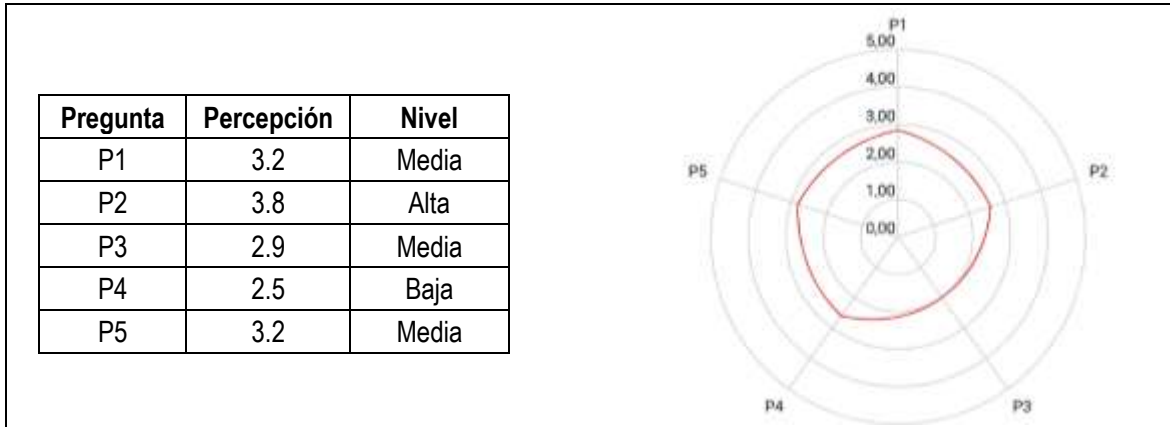 Pregunta Percepción Nivel
P1 3.2 Media
P2 3.8 Alta
P3 2.9 Media
P4 2.5 Baja
P5 3.2 Media
P1
5,00
4,00
3,00
2,00
1,00
0,00
P5
P2
P4
P3